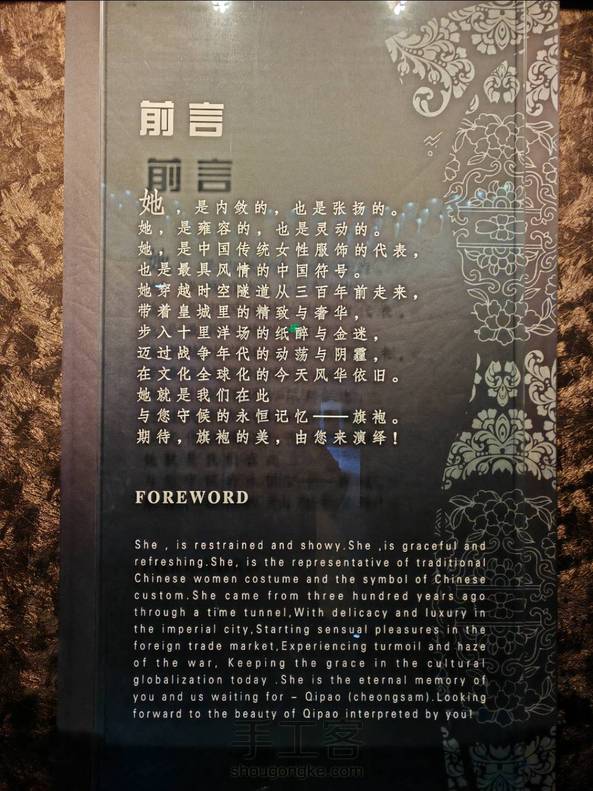 前言
她，是内敛的，也是张扬的。
她，是雍容的，也是灵动的。
她，是中国传统女性服饰的代表，
也是最具风情的中国符号。
她穿越时空隧道从三百年前走来，
带着皇城里的精致与奢华，
步入十里洋场的纸醉与金迷，
迈过战争年代的动荡与阴霾，
在文化全球化的今天风华依旧。
她就是我们在此
与您守候的永恒记忆——旗袍。
期待，旗袍的美，由您来演绎！
FOREWORD
She , is restrained and showy.She ,is graceful and
refreshing.She, is the representative of traditional
Chinese women costume and the symbol of Chinese
custom.She came from three hundred years ago
through a time tunnel,With delicacy and luxury in
the imperial city,Starting sensual pleasures in the
foreign trade market,Experiencing turmoil and haze
of the war, Keeping the grace in the cultural
globalization today .She is the eternal memory of
you and us waiting for – Qipao (cheongsam).Looking
forward to the beauty of Qipao interpreted by you!
手工客
shougongke.com